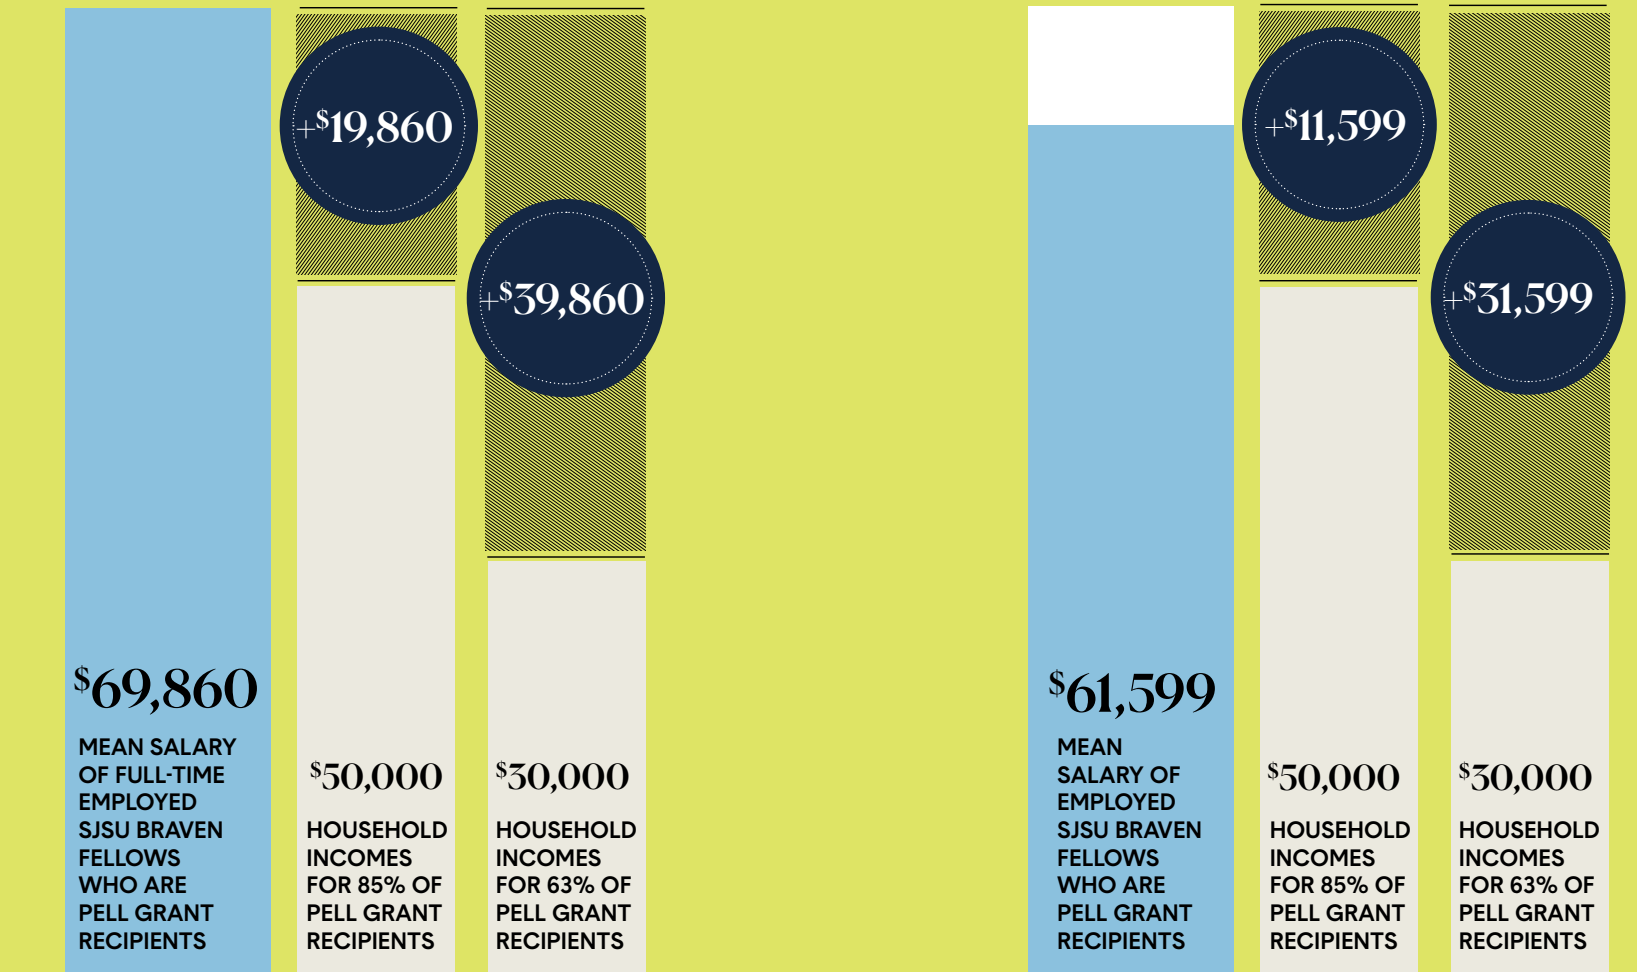 +$19,860
+$39,860
$69,860
MEAN SALARY
OF FULL-TIME
EMPLOYED
SJSU BRAVEN
FELLOWS
WHO ARE
PELL GRANT
RECIPIENTS
$50,000
HOUSEHOLD
INCOMES
FOR 85% OF
PELL GRANT
RECIPIENTS
$30,000
HOUSEHOLD
INCOMES
FOR 63% OF
PELL GRANT
RECIPIENTS
+$11,599
+$31,599
$61,599
MEAN
SALARY OF
EMPLOYED
SJSU BRAVEN
FELLOWS
WHO ARE
PELL GRANT
RECIPIENTS
$50,000
HOUSEHOLD
INCOMES
FOR 85% OF
PELL GRANT
RECIPIENTS
$30,000
HOUSEHOLD
INCOMES
FOR 63% OF
PELL GRANT
RECIPIENTS